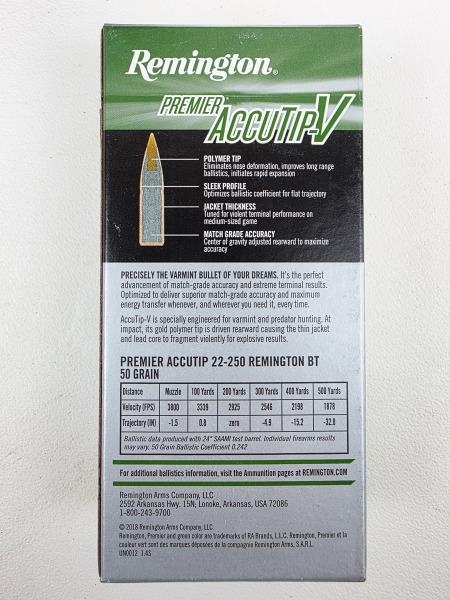 Remington®
PREMIER® ACCUTIP-V
POLYMER TIP
Eliminates nose deformation, improves long range
ballistics, initiates rapid expansion
SLEEK PROFILE
Optimizes ballistic coefficient for flat trajectory
JACKET THICKNESS
Tuned for violent terminal performance on
medium-sized game
MATCH GRADE ACCURACY
Center of gravity adjusted rearward to maximize
accuracy
PRECISELY THE VARMINT BULLET OF YOUR DREAMS. It's the perfect
advancement of match-grade accuracy and extreme terminal results.
Optimized to deliver superior match-grade accuracy and maximum
energy transfer whenever, and wherever you need it, every time.
AccuTip-V is specially engineered for varmint and predator hunting. At
impact, its gold polymer tip is driven rearward causing the thin jacket
and lead core to fragment violently for explosive results.
PREMIER ACCUTIP 22-250 REMINGTON BT
50 GRAIN
Distance Muzzle 100 Yards 200 Yards 300 Yards 400 Yards 500 Yards
Velocity (FPS) 3800 3339 2925 2546 2198 1878
Trajectory (IN) -1.5 0.8 zero -4.9 -15.2 -32.8
Ballistic data produced with 24" SAAMI test barrel. Individual firearms results
may vary. 50 Grain Ballistic Coefficient 0.242
For additional ballistics information, visit the Ammunition pages at REMINGTON.COM
Remington Arms Company, LLC
2592 Arkansas Hwy. 15N; Lonoke, Arkansas, USA 72086
1-800-243-9700
© 2018 Remington Arms Company, LLC
Remington, Premier and green color are trademarks of RA Brands, L.L.C. Remington, Premier et la
couleur vert sont des marques déposées de la compagnie Remington Arms, S.A.R.L.
UN0012 1.4S